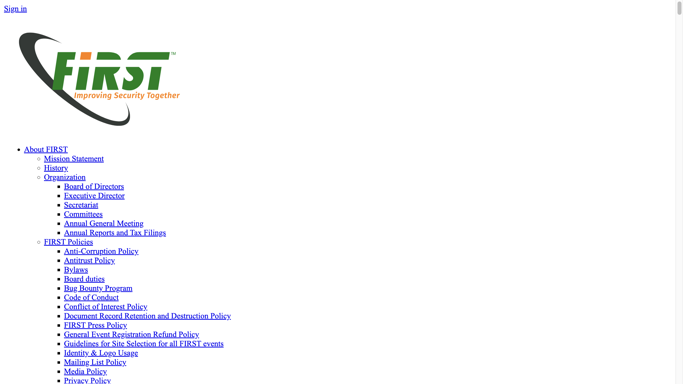 Sign in
FiRST™
Improving Security Together
About FIRST
Mission Statement
History
Organization
Board of Directors
Executive Director
Secretariat
Committees
Annual General Meeting
Annual Reports and Tax Filings
FIRST Policies
Anti-Corruption Policy
Antitrust Policy
Bylaws
Board duties
Bug Bounty Program
Code of Conduct
Conflict of Interest Policy
Document Record Retention and Destruction Policy
FIRST Press Policy
General Event Registration Refund Policy
Guidelines for Site Selection for all FIRST events
Identity & Logo Usage
Mailing List Policy
Media Policy
Privacy Policy